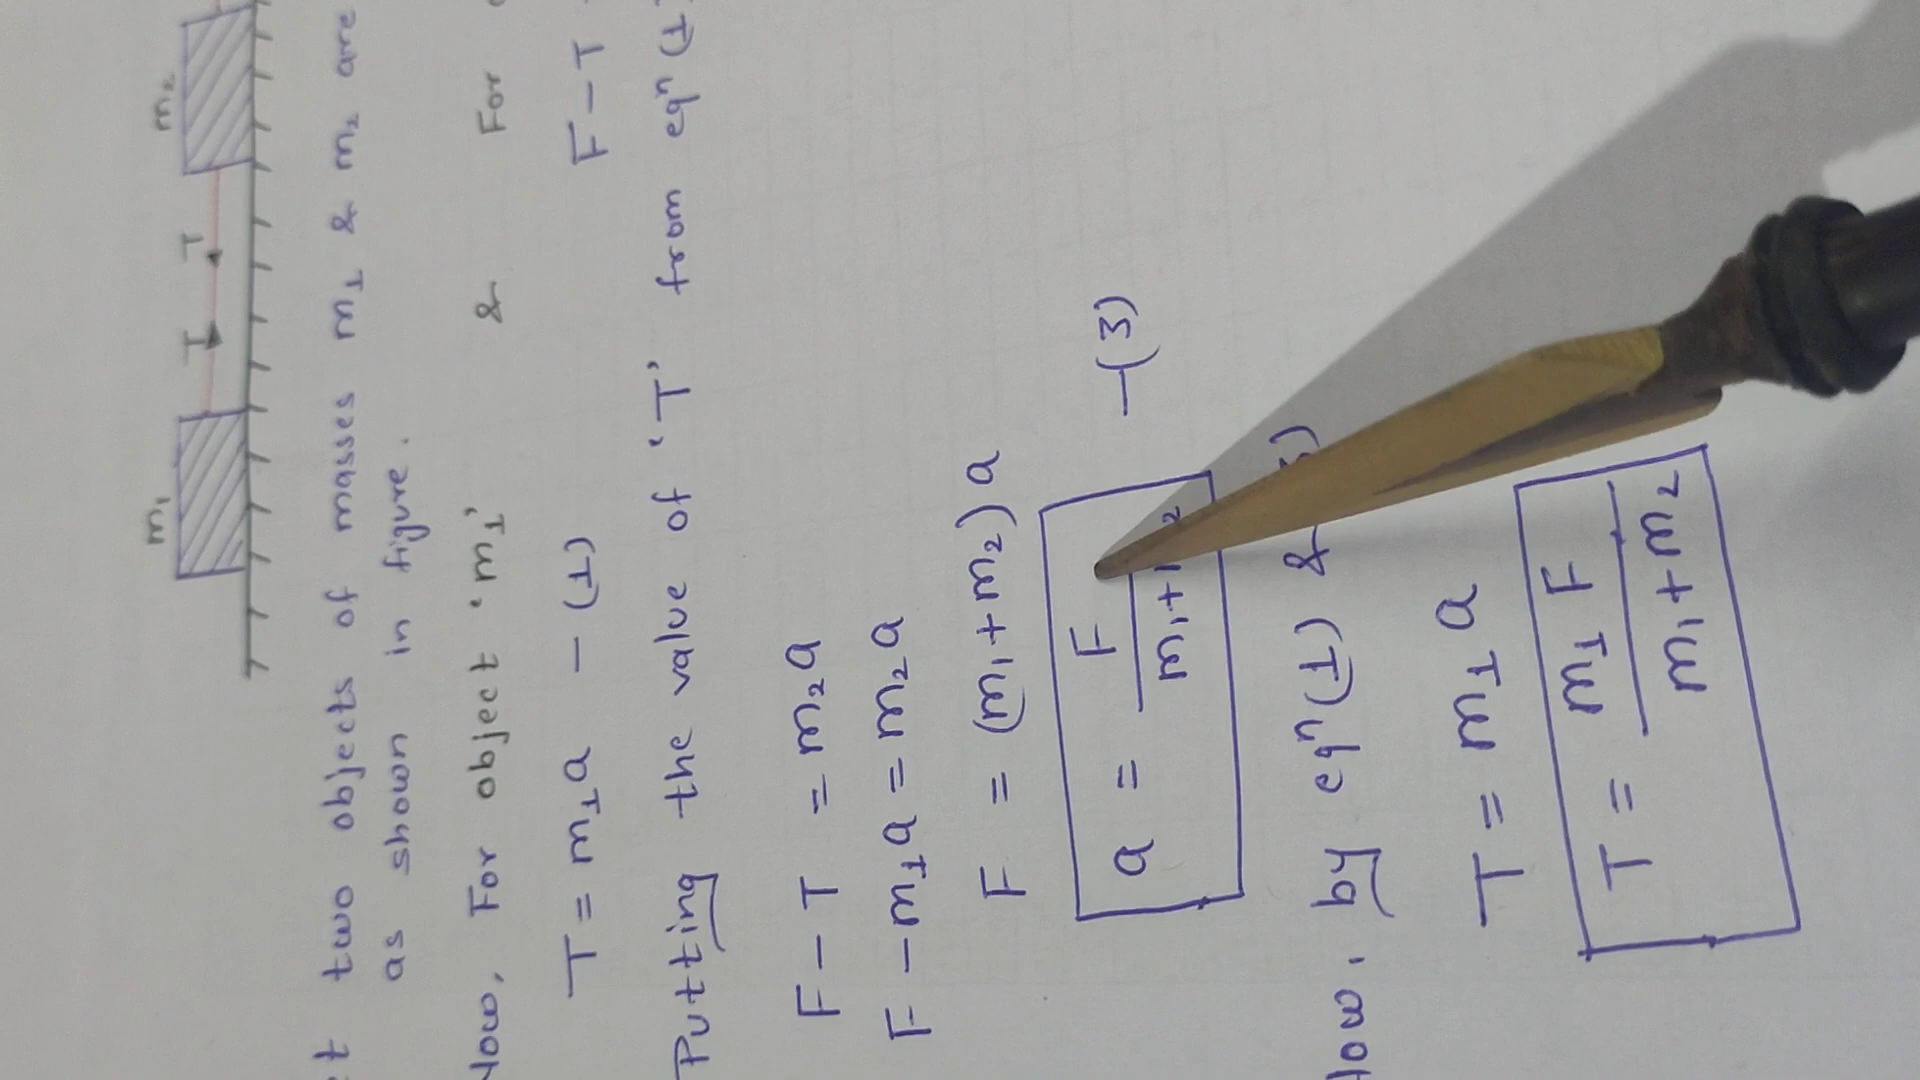 m₁ m₂
T T
two objects of masses m₁ & m₂ are
as shown in figure.
For object 'm₁' & For
T = m₁a - (1) F - T
Putting the value of 'T' from eqⁿ (1)
F - T = m₂a
F - m₁a = m₂a
F = (m₁+m₂)a
a = F / m₁+ ₂ - (3)
by eqⁿ (1) &
T = m₁a
T = m₁F / m₁+m₂